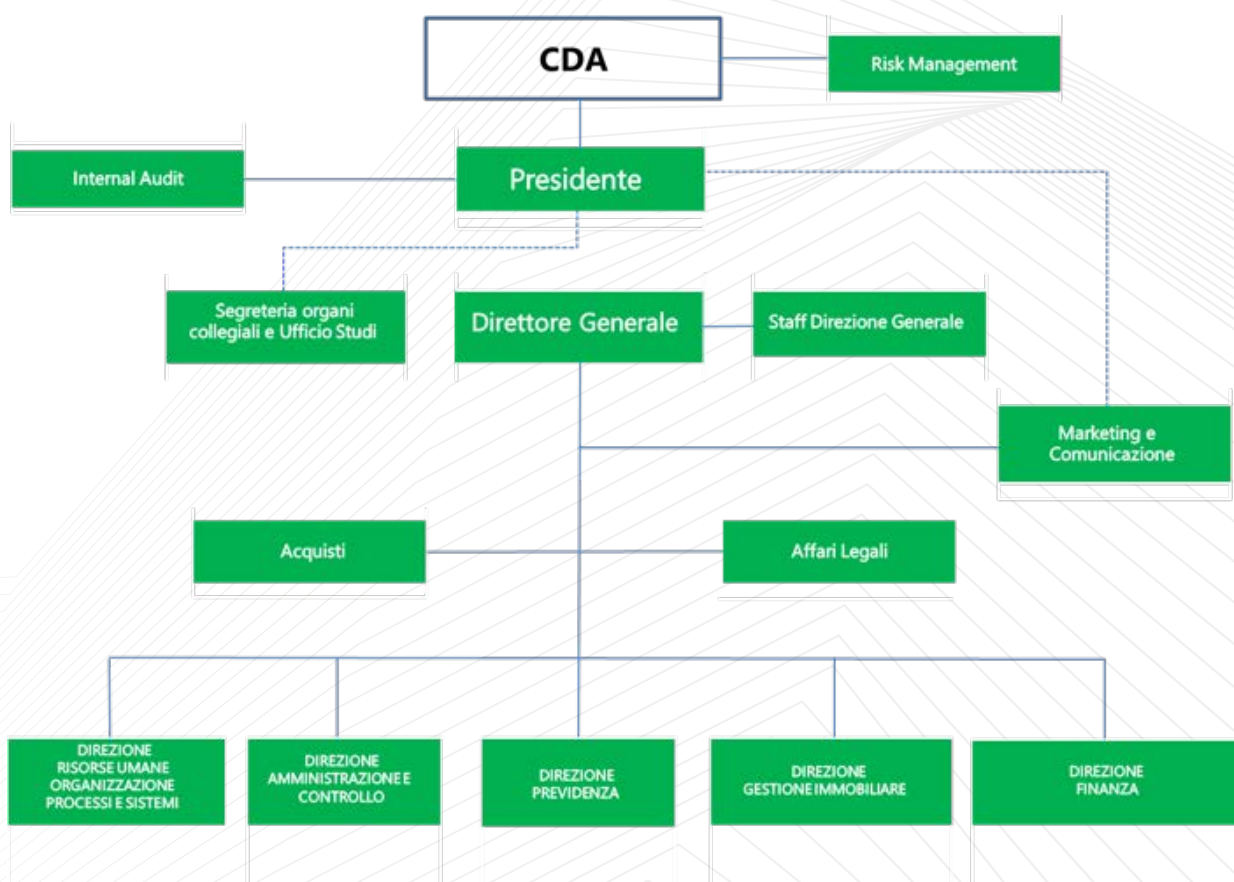 CDA
Risk Management
Internal Audit
Presidente
Segreteria organi
collegiali e Ufficio Studi
Direttore Generale
Staff Direzione Generale
Marketing e
Comunicazione
Acquisti
Affari Legali
DIREZIONE
RISORSE UMANE
ORGANIZZAZIONE
PROCESSI E SISTEMI
DIREZIONE
AMMINISTRAZIONE E
CONTROLLO
DIREZIONE
PREVIDENZA
DIREZIONE
GESTIONE IMMOBILIARE
DIREZIONE
FINANZA